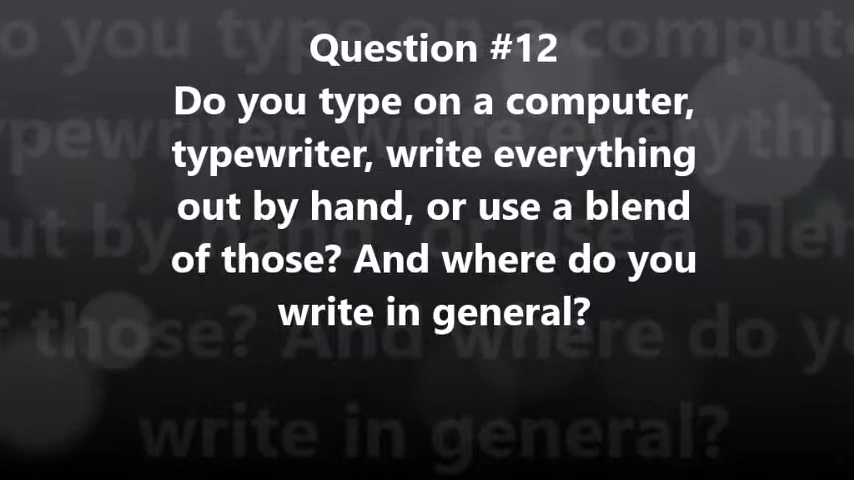 Question #12
Do you type on a computer,
typewriter, write everything
out by hand, or use a blend
of those? And where do you
write in general?